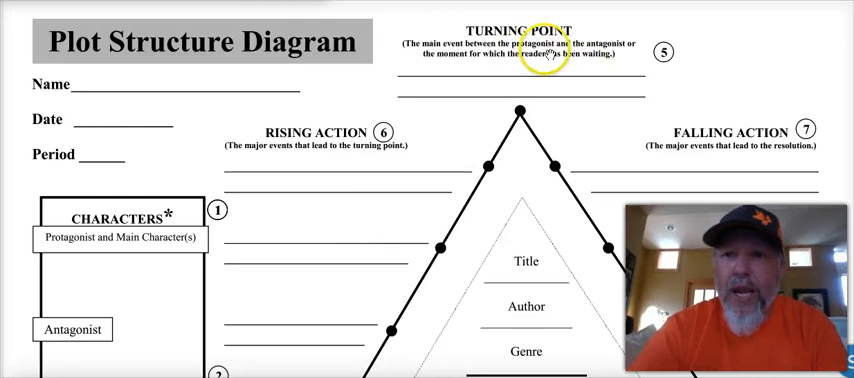 Plot Structure Diagram
Name
Date
Period
TURNING POINT
(The main event between the protagonist and the antagonist or
the moment for which the reader has been waiting.)
5
RISING ACTION 6
(The major events that lead to the turning point.)
FALLING ACTION 7
(The major events that lead to the resolution.)
CHARACTERS* 1
Protagonist and Main Character(s)
Antagonist
2
Title
Author
Genre
S